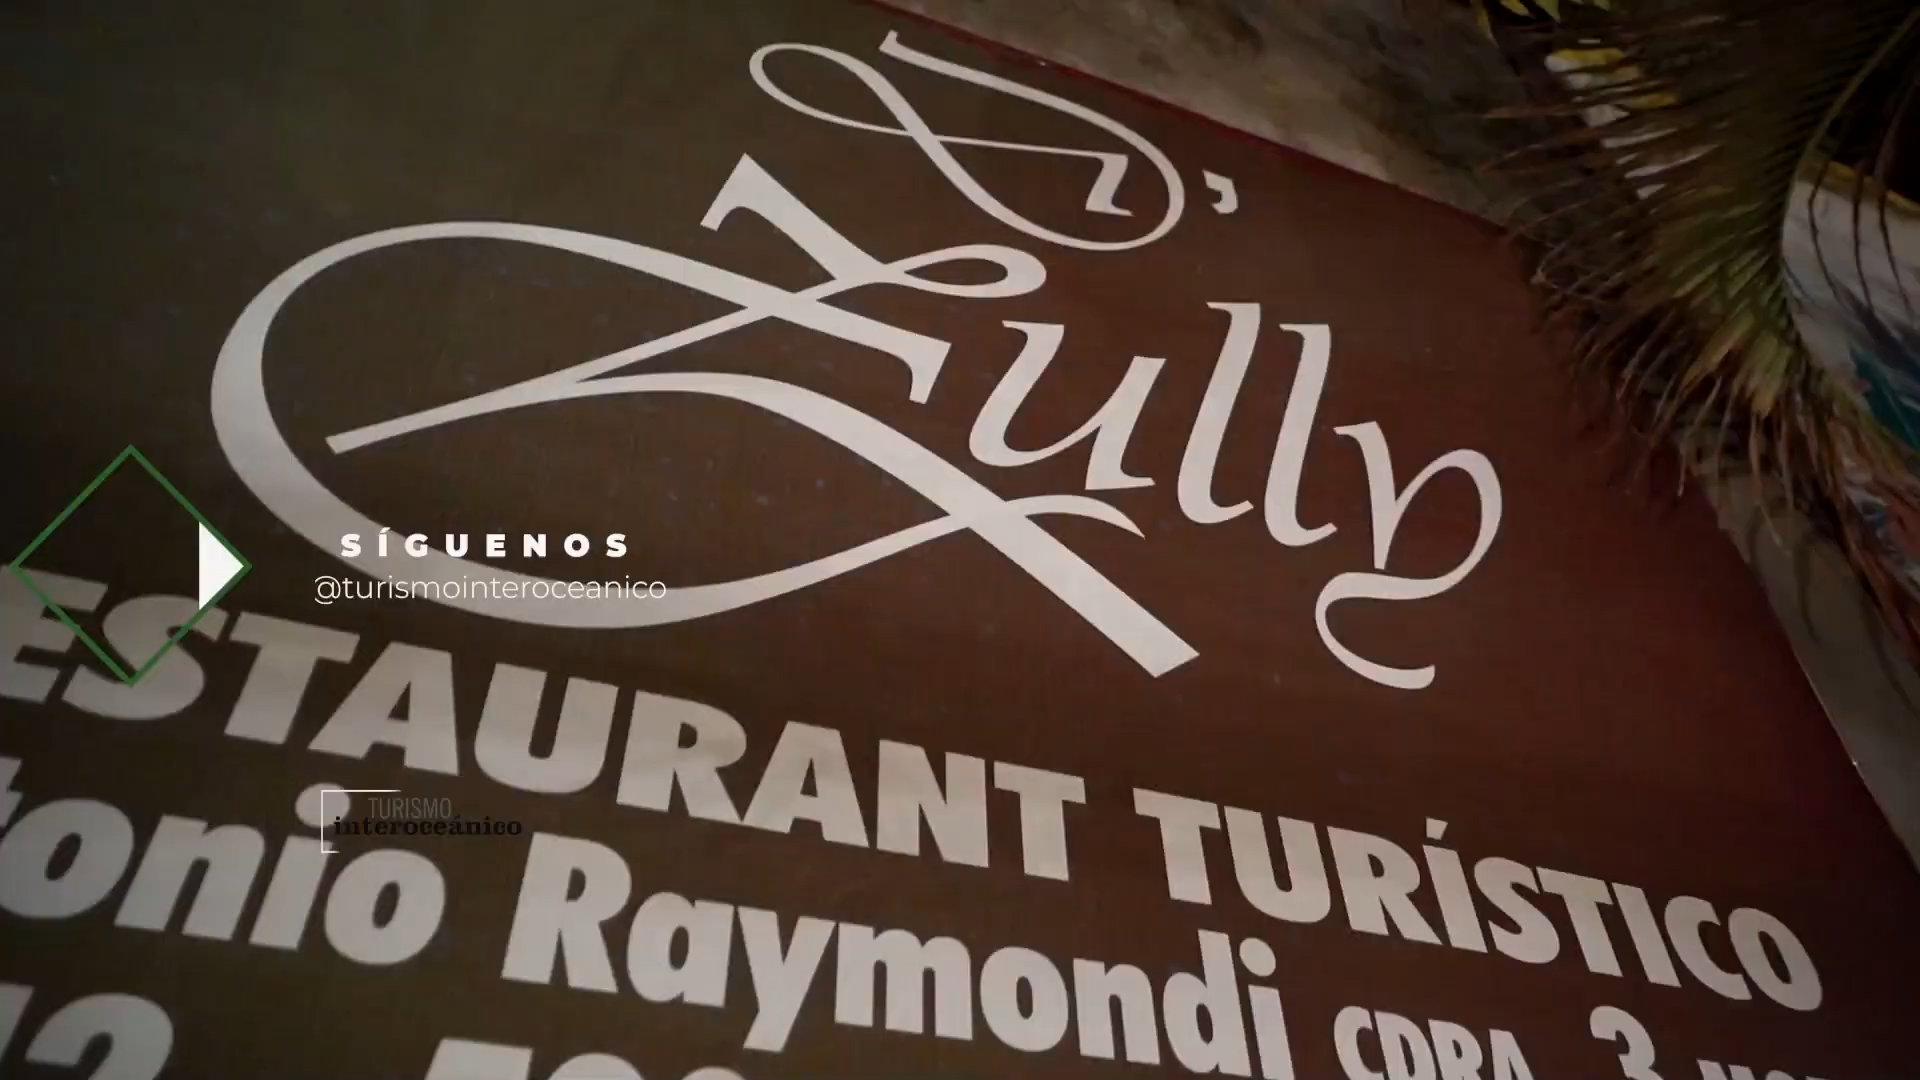 D'
Zully
SÍGUENOS
@turismointeroceanico
ESTAURANT TURÍSTICO
TURISMO
interoceánico
tonio Raymondi CDRA. 3